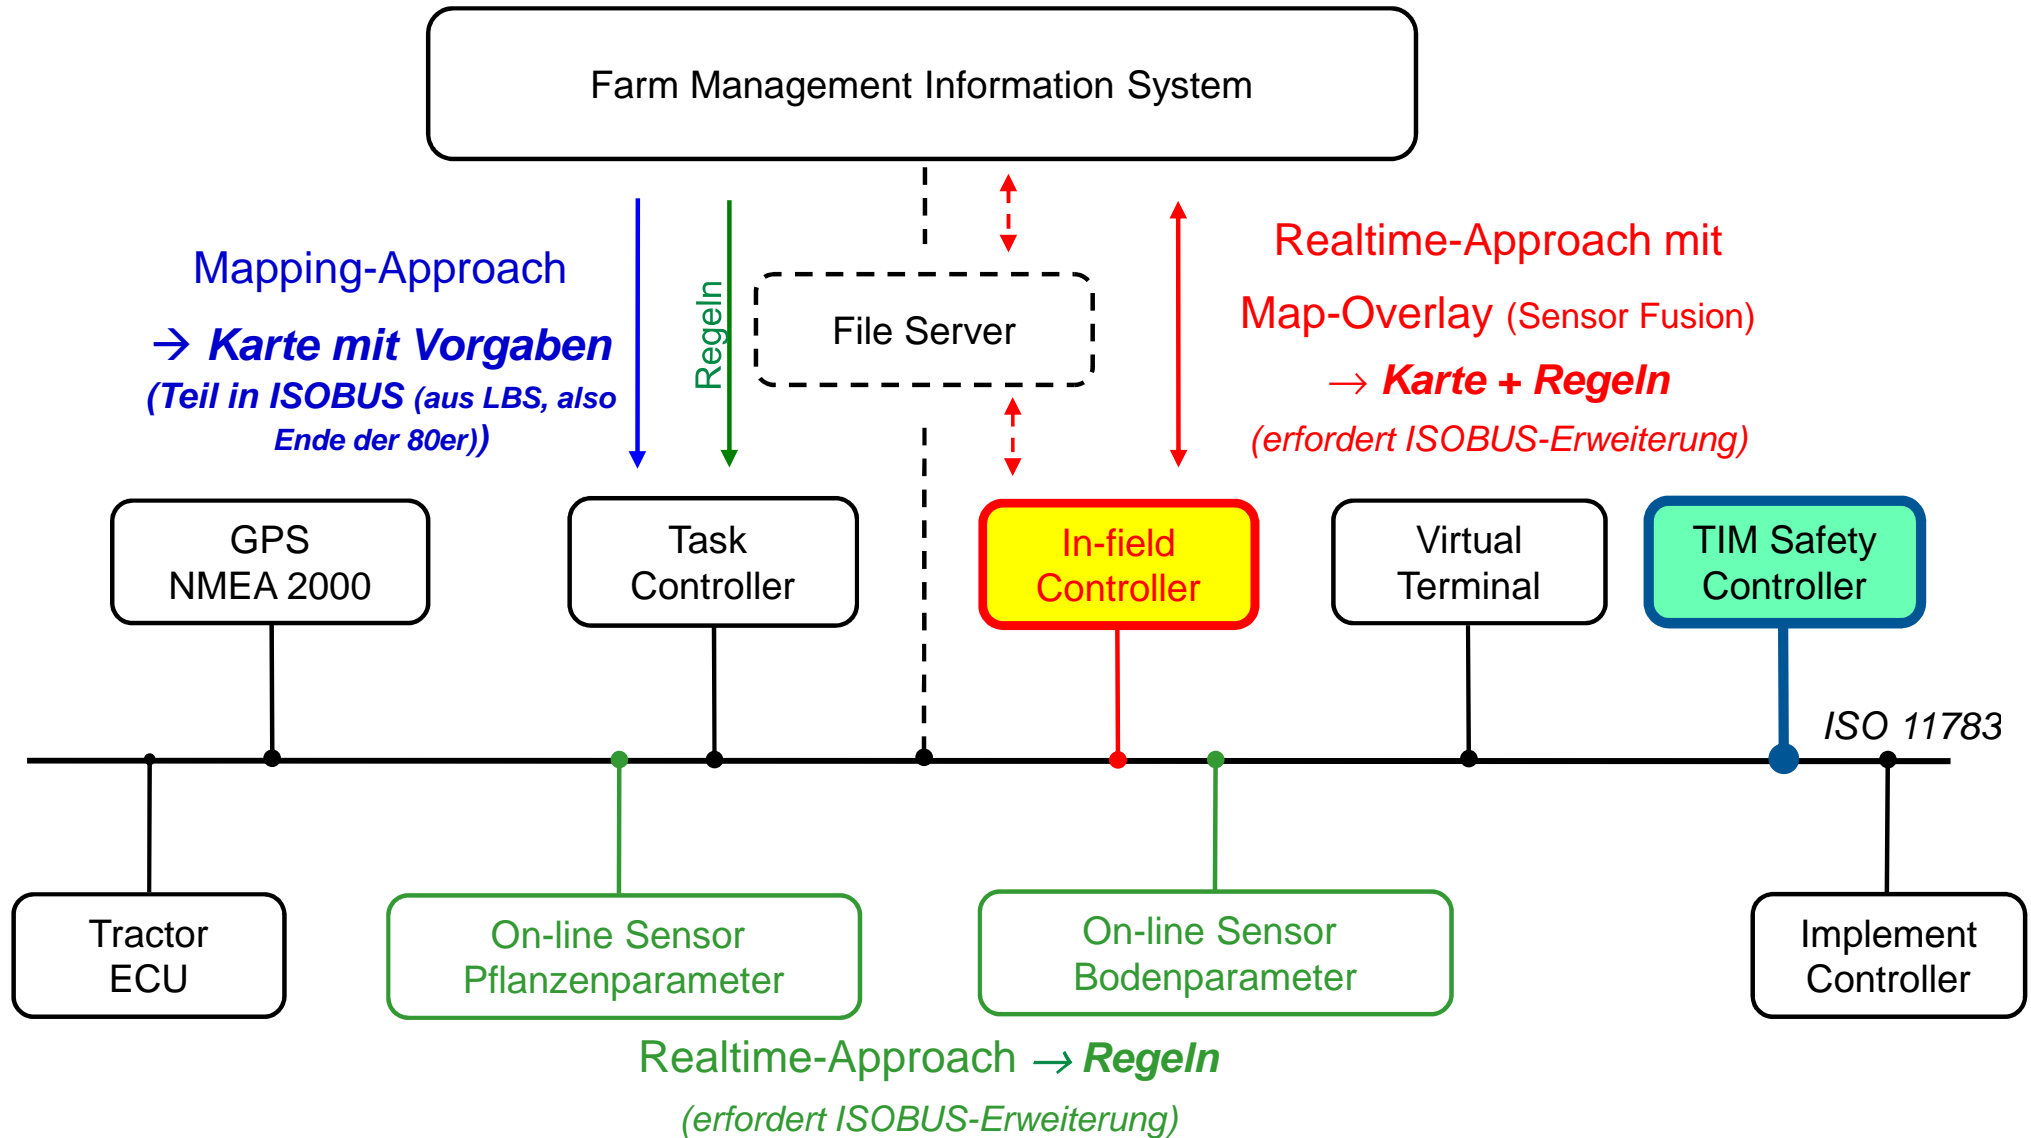 Farm Management Information System
Mapping-Approach
→ Karte mit Vorgaben
(Teil in ISOBUS (aus LBS, also
Ende der 80er))
Regeln
File Server
Realtime-Approach mit
Map-Overlay (Sensor Fusion)
→ Karte + Regeln
(erfordert ISOBUS-Erweiterung)
GPS
NMEA 2000
Task
Controller
In-field
Controller
Virtual
Terminal
TIM Safety
Controller
ISO 11783
Tractor
ECU
On-line Sensor
Pflanzenparameter
On-line Sensor
Bodenparameter
Implement
Controller
Realtime-Approach → Regeln
(erfordert ISOBUS-Erweiterung)